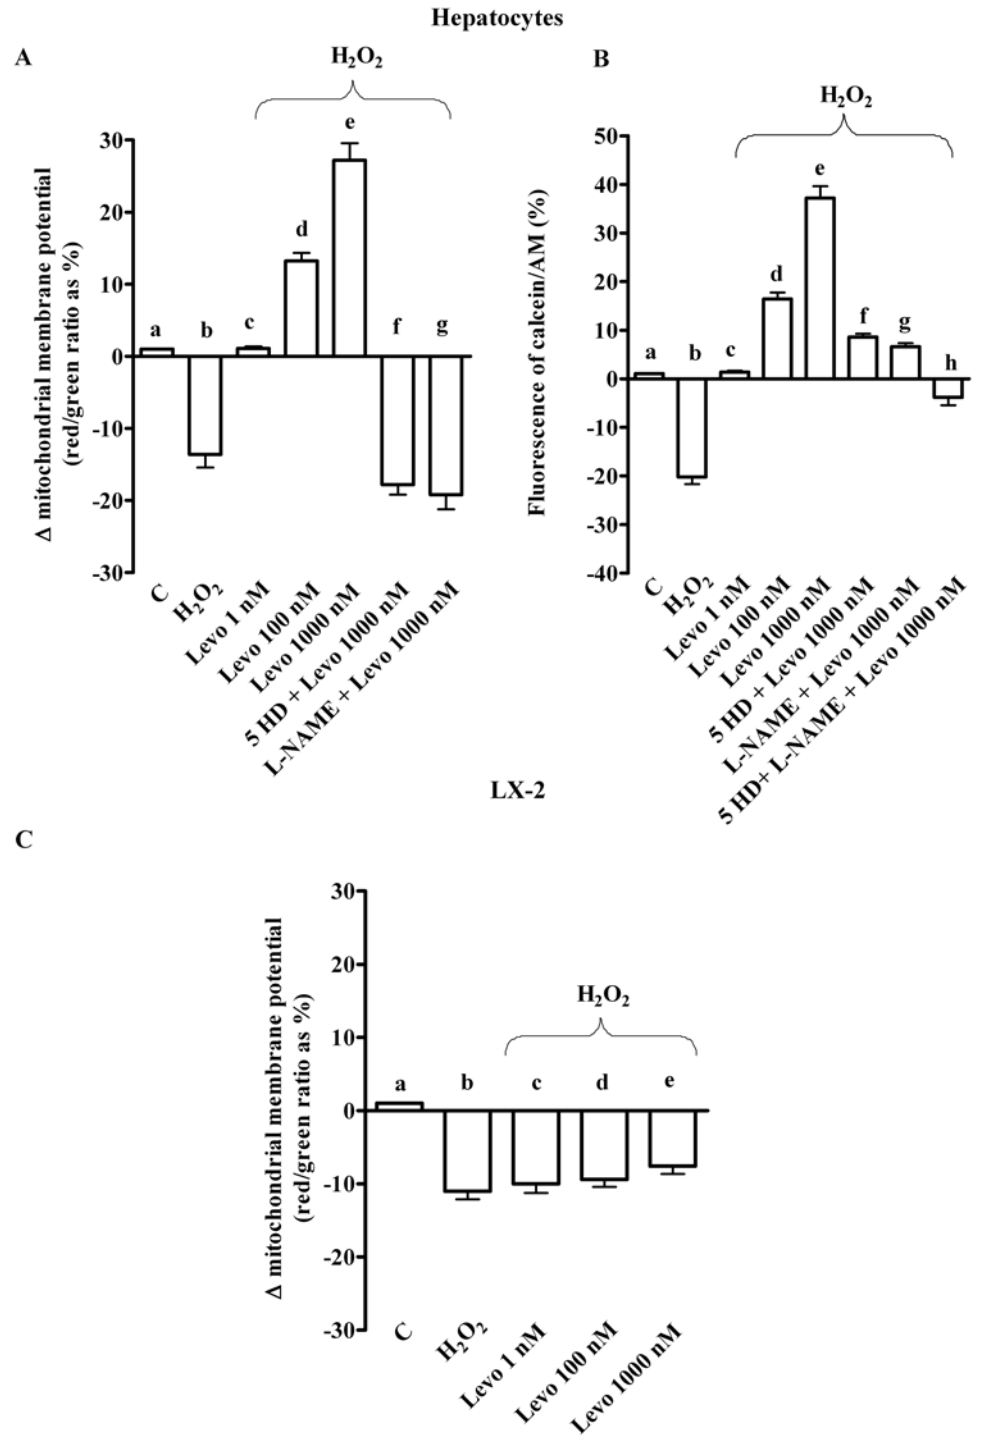 Hepatocytes
A
H₂O₂
Δ mitochondrial membrane potential
(red/green ratio as %)
30
20
10
0
-10
-20
-30
a
b
c
d
e
f
g
C
H₂O₂
Levo 1 nM
Levo 100 nM
Levo 1000 nM
5 HD + Levo 1000 nM
L-NAME + Levo 1000 nM
B
H₂O₂
Fluorescence of calcein/AM (%)
50
40
30
20
10
0
-10
-20
-30
-40
a
b
c
d
e
f
g
h
C
H₂O₂
Levo 1 nM
Levo 100 nM
Levo 1000 nM
5 HD + Levo 1000 nM
L-NAME + Levo 1000 nM
5 HD+ L-NAME + Levo 1000 nM
LX-2
C
H₂O₂
Δ mitochondrial membrane potential
(red/green ratio as %)
30
20
10
0
-10
-20
-30
a
b
c
d
e
C
H₂O₂
Levo 1 nM
Levo 100 nM
Levo 1000 nM